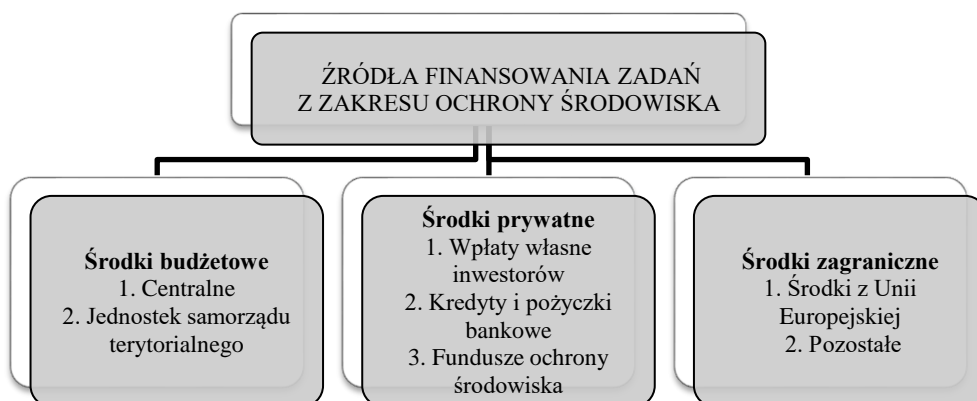 ŹRÓDŁA FINANSOWANIA ZADAŃ
Z ZAKRESU OCHRONY ŚRODOWISKA
Środki budżetowe
1. Centralne
2. Jednostek samorządu
terytorialnego
Środki prywatne
1. Wpłaty własne
inwestorów
2. Kredyty i pożyczki
bankowe
3. Fundusze ochrony
środowiska
Środki zagraniczne
1. Środki z Unii
Europejskiej
2. Pozostałe